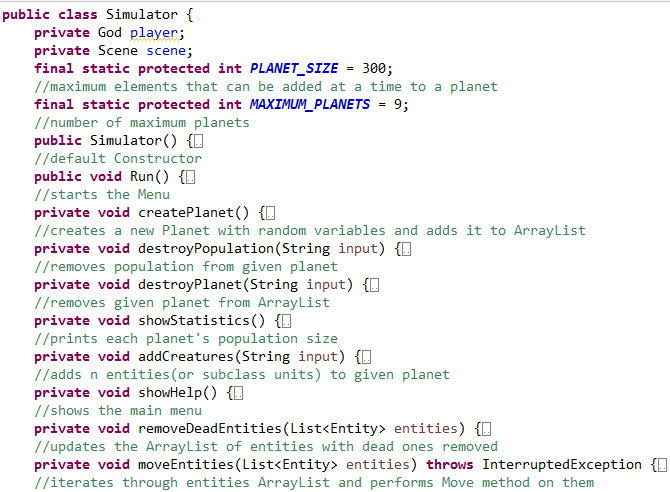 public class Simulator {
private God player;
private Scene scene;
final static protected int PLANET_SIZE = 300;
//maximum elements that can be added at a time to a planet
final static protected int MAXIMUM_PLANETS = 9;
//number of maximum planets
public Simulator() {
//default Constructor
public void Run() {
//starts the Menu
private void createPlanet() {
//creates a new Planet with random variables and adds it to ArrayList
private void destroyPopulation(String input) {
//removes population from given planet
private void destroyPlanet(String input) {
//removes given planet from ArrayList
private void showStatistics() {
//prints each planet's population size
private void addCreatures(String input) {
//adds n entities(or subclass units) to given planet
private void showHelp() {
//shows the main menu
private void removeDeadEntities(List<Entity> entities) {
//updates the ArrayList of entities with dead ones removed
private void moveEntities(List<Entity> entities) throws InterruptedException {
//iterates through entities ArrayList and performs Move method on them